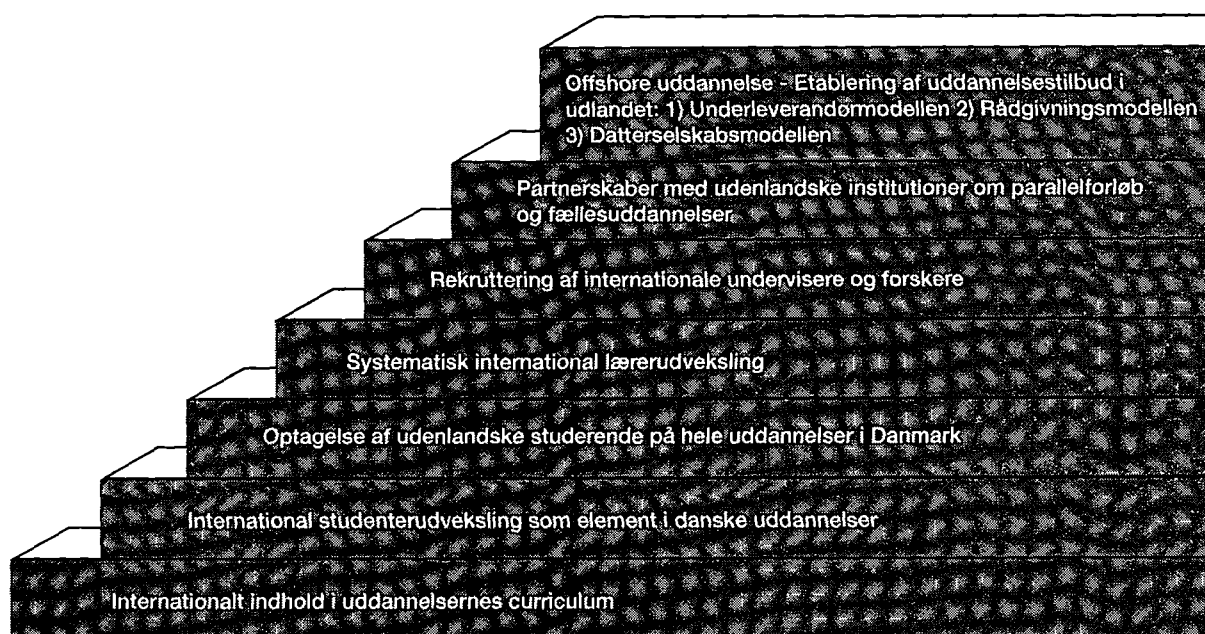 Offshore uddannelse - Etablering af uddannelsestilbud i
udlandet: 1) Underleverandørmodellen 2) Rådgivningsmodellen
3) Datterselskabsmodellen
Partnerskaber med udenlandske institutioner om parallelforløb
og fællesuddannelser
Rekruttering af internationale undervisere og forskere
Systematisk international lærerudveksling
Optagelse af udenlandske studerende på hele uddannelser i Danmark
International studenterudveksling som element i danske uddannelser
Internationalt indhold i uddannelsernes curriculum